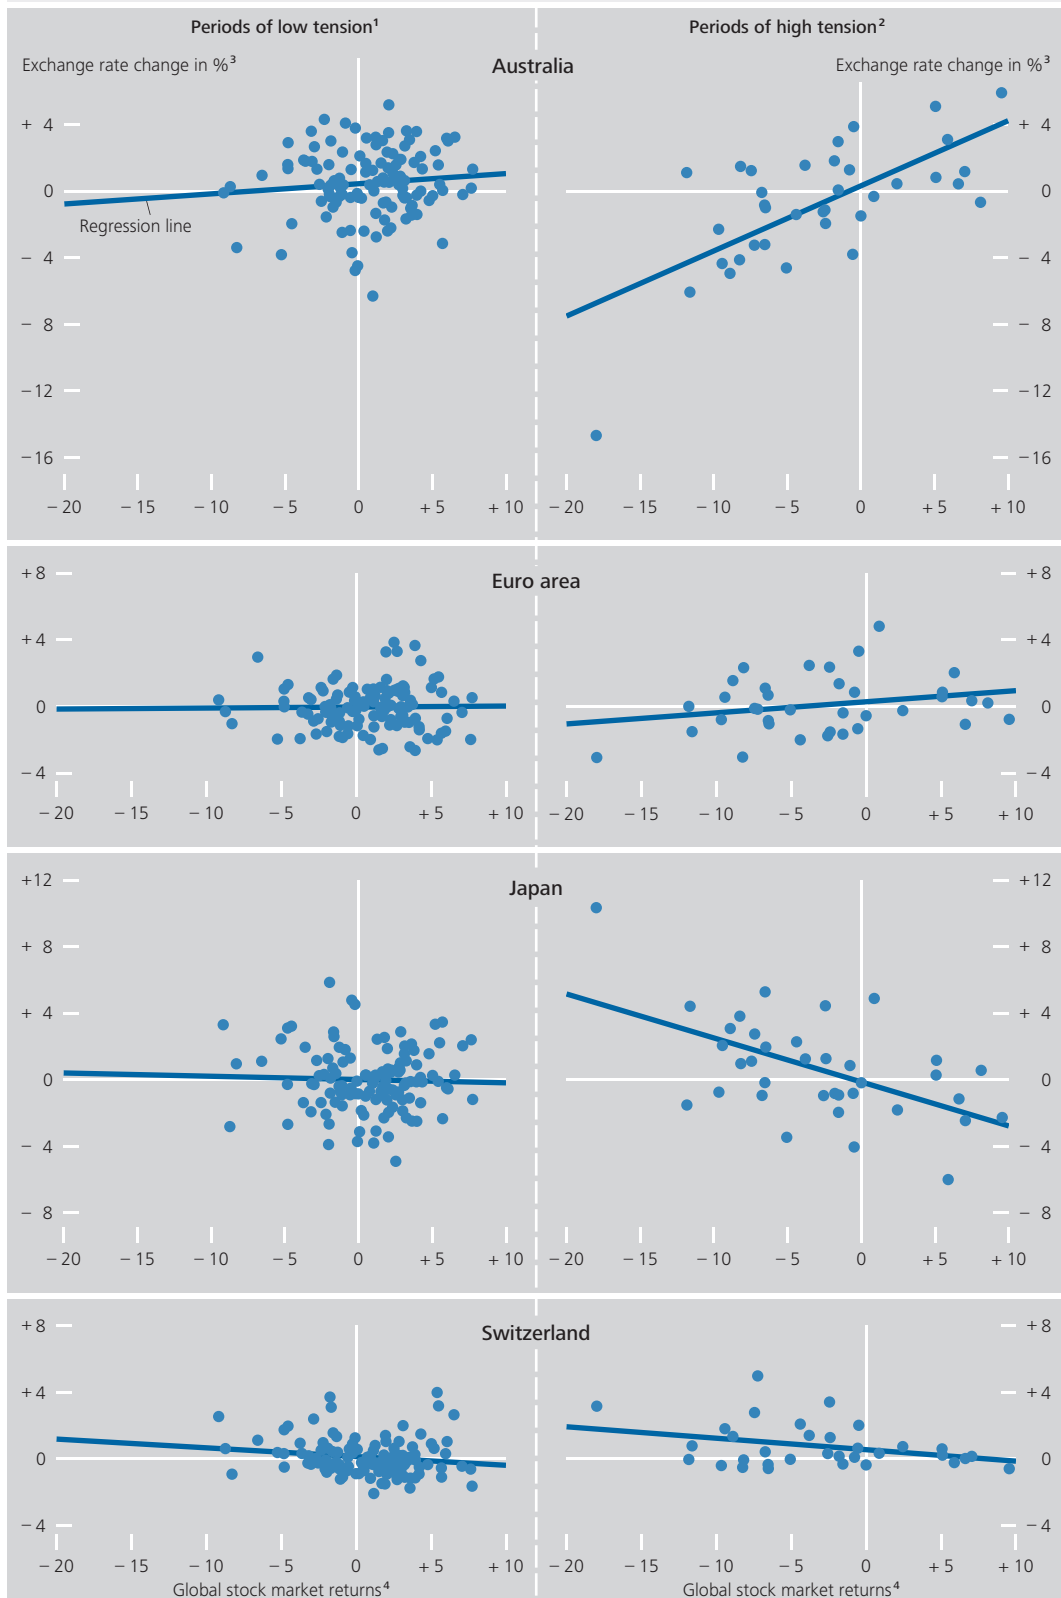 Periods of low tension¹ Periods of high tension²
Exchange rate change in %³ Australia Exchange rate change in %³
+ 4 + 4
0 0
Regression line
− 4 − 4
− 8 − 8
− 12 − 12
− 16 − 16
− 20 − 15 − 10 − 5 0 + 5 + 10 − 20 − 15 − 10 − 5 0 + 5 + 10
+ 8 Euro area + 8
+ 4 + 4
0 0
− 4 − 4
− 20 − 15 − 10 − 5 0 + 5 + 10 − 20 − 15 − 10 − 5 0 + 5 + 10
+ 12 Japan + 12
+ 8 + 8
+ 4 + 4
0 0
− 4 − 4
− 8 − 8
− 20 − 15 − 10 − 5 0 + 5 + 10 − 20 − 15 − 10 − 5 0 + 5 + 10
+ 8 Switzerland + 8
+ 4 + 4
0 0
− 4 − 4
− 20 − 15 − 10 − 5 0 + 5 + 10 − 20 − 15 − 10 − 5 0 + 5 + 10
Global stock market returns⁴ Global stock market returns⁴